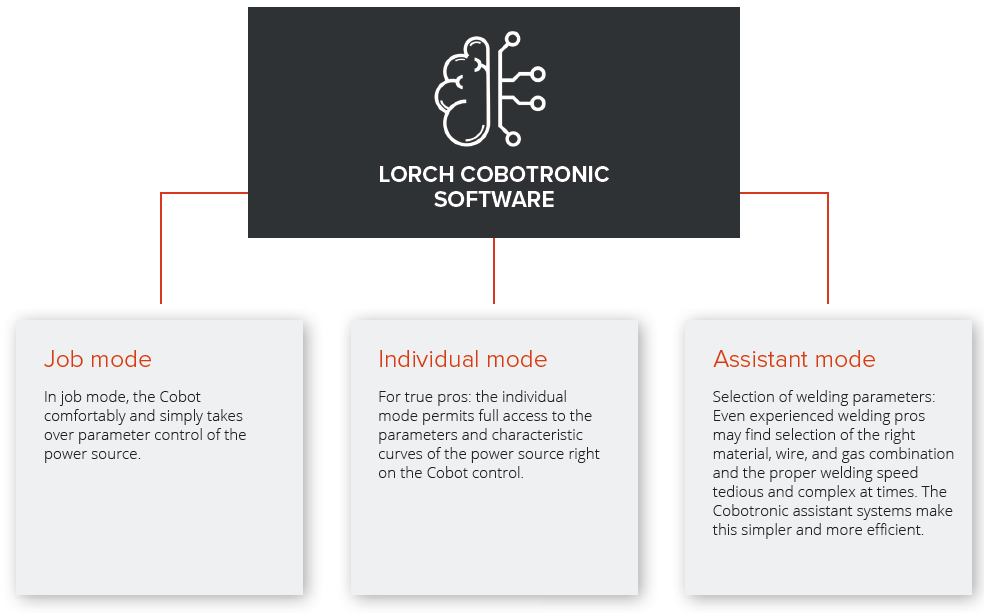 LORCH COBOTRONIC
SOFTWARE
Job mode
In job mode, the Cobot
comfortably and simply takes
over parameter control of the
power source.
Individual mode
For true pros: the individual
mode permits full access to the
parameters and characteristic
curves of the power source right
on the Cobot control.
Assistant mode
Selection of welding parameters:
Even experienced welding pros
may find selection of the right
material, wire, and gas combination
and the proper welding speed
tedious and complex at times. The
Cobotronic assistant systems make
this simpler and more efficient.